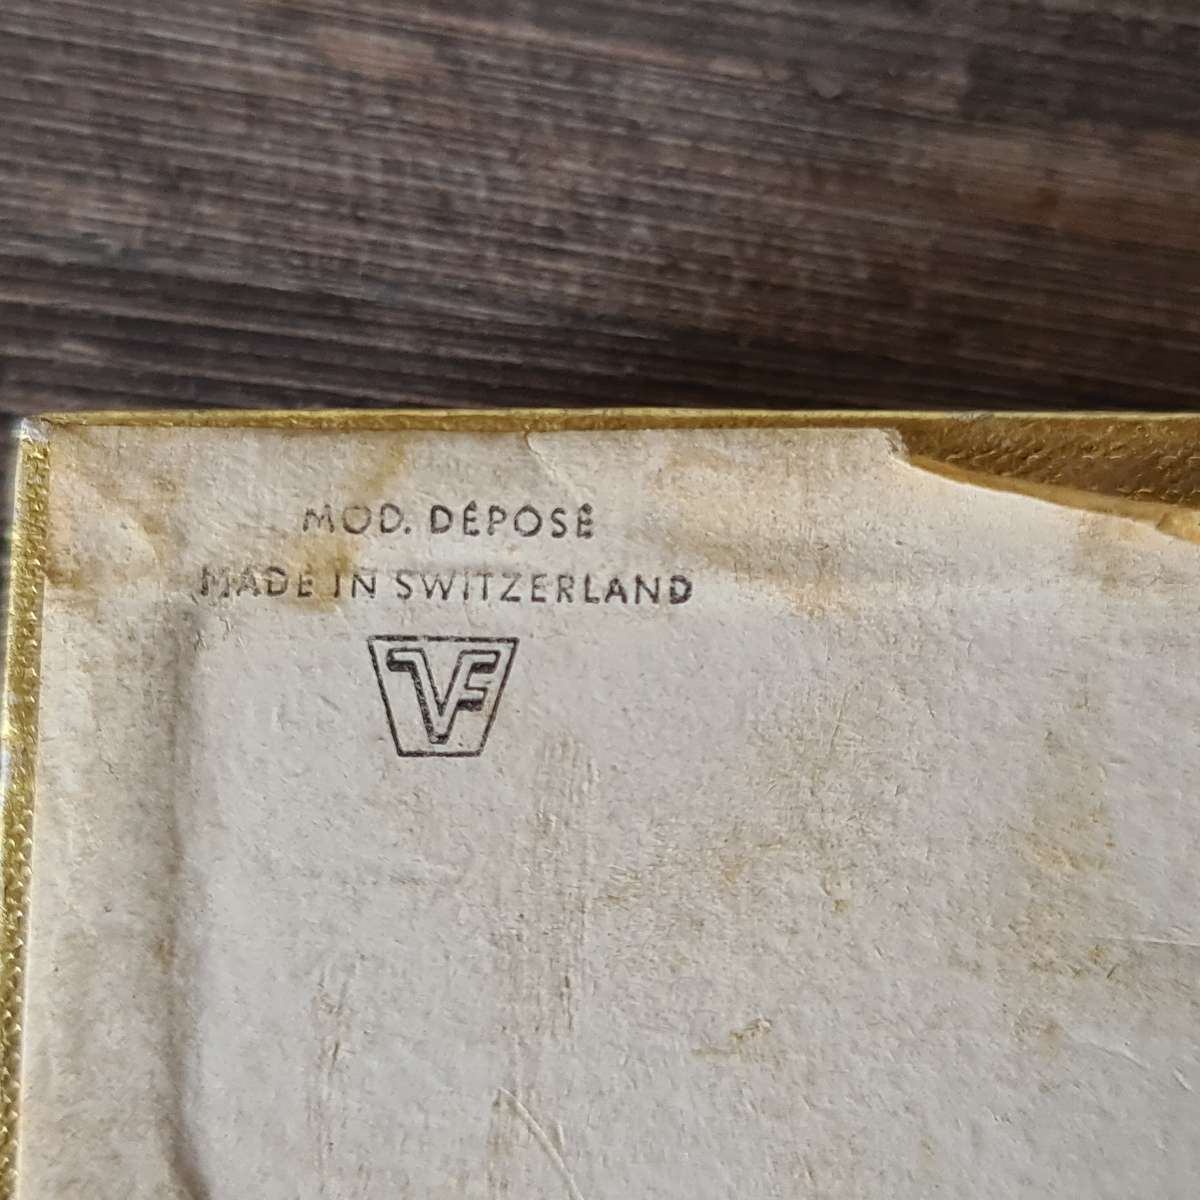 MOD. DÉPOSÉ
MADE IN SWITZERLAND
VF